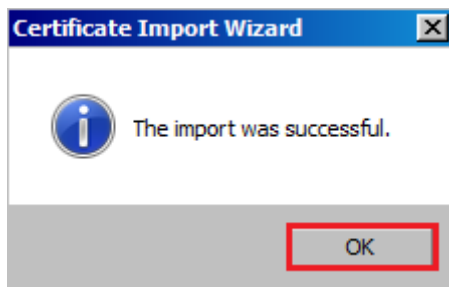 Certificate Import Wizard
The import was successful.
OK